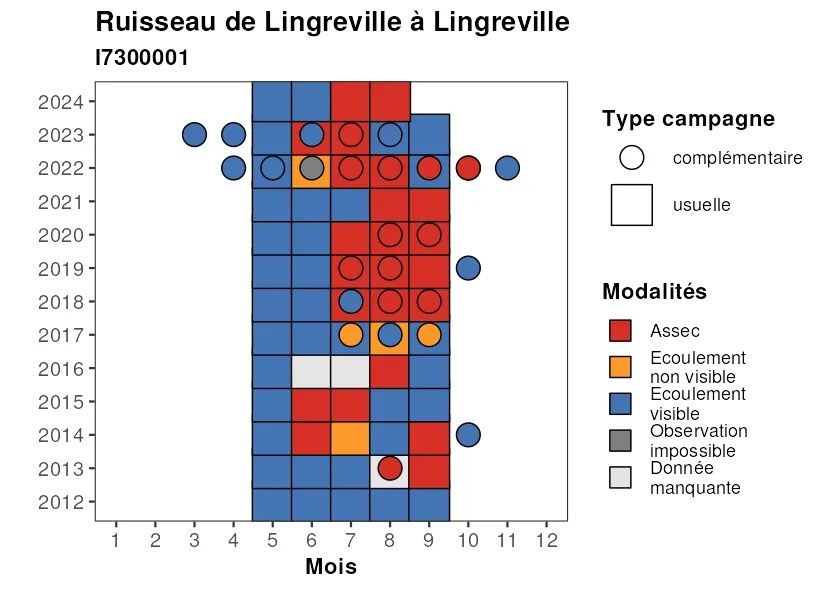 Ruisseau de Lingreville à Lingreville
I7300001
2024
2023
2022
2021
2020
2019
2018
2017
2016
2015
2014
2013
2012
1 2 3 4 5 6 7 8 9 10 11 12
Mois
Type campagne
complémentaire
usuelle
Modalités
Assec
Ecoulement
non visible
Ecoulement
visible
Observation
impossible
Donnée
manquante